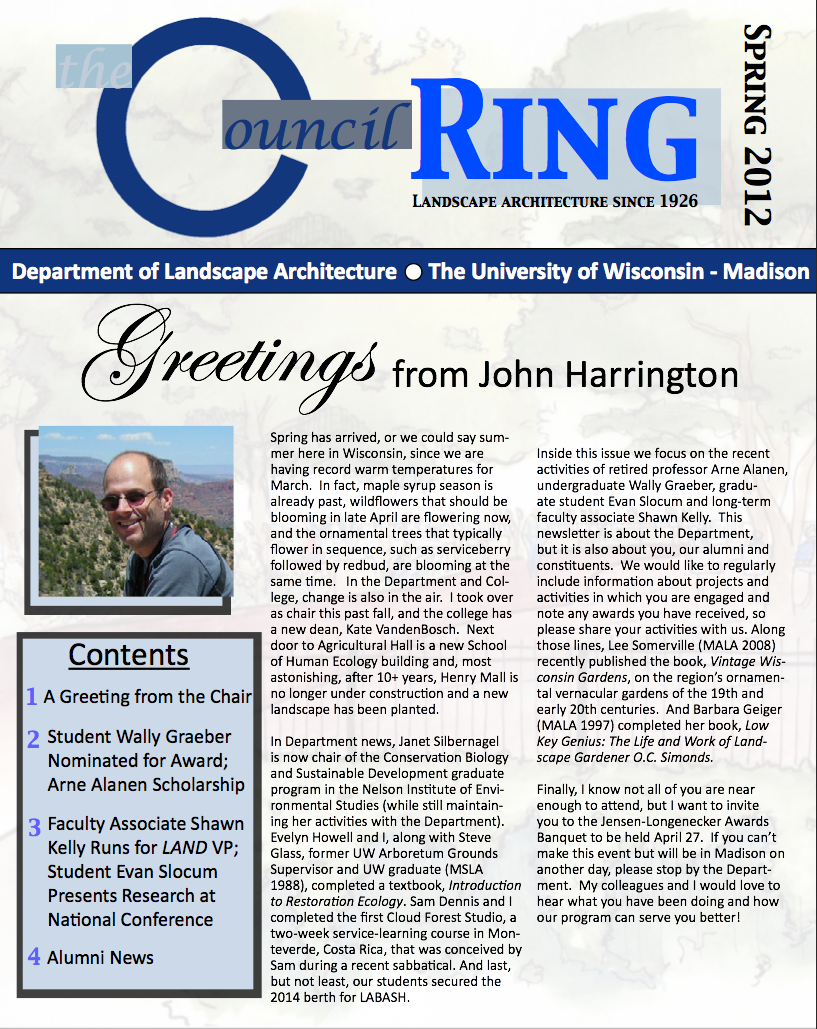 the
Council RING
LANDSCAPE ARCHITECTURE SINCE 1926
SPRING 2012
Department of Landscape Architecture ● The University of Wisconsin - Madison
Greetings from John Harrington
Spring has arrived, or we could say sum-
mer here in Wisconsin, since we are
having record warm temperatures for
March.  In fact, maple syrup season is
already past, wildflowers that should be
blooming in late April are flowering now,
and the ornamental trees that typically
flower in sequence, such as serviceberry
followed by redbud, are blooming at the
same time.   In the Department and Col-
lege, change is also in the air.  I took over
as chair this past fall, and the college has
a new dean, Kate VandenBosch.  Next
door to Agricultural Hall is a new School
of Human Ecology building and, most
astonishing, after 10+ years, Henry Mall is
no longer under construction and a new
landscape has been planted.
In Department news, Janet Silbernagel
is now chair of the Conservation Biology
and Sustainable Development graduate
program in the Nelson Institute of Envi-
ronmental Studies (while still maintain-
ing her activities with the Department).
Evelyn Howell and I, along with Steve
Glass, former UW Arboretum Grounds
Supervisor and UW graduate (MSLA
1988), completed a textbook, Introduction
to Restoration Ecology. Sam Dennis and I
completed the first Cloud Forest Studio, a
two-week service-learning course in Mon-
teverde, Costa Rica, that was conceived by
Sam during a recent sabbatical. And last,
but not least, our students secured the
2014 berth for LABASH.
Inside this issue we focus on the recent
activities of retired professor Arne Alanen,
undergraduate Wally Graeber, gradu-
ate student Evan Slocum and long-term
faculty associate Shawn Kelly.  This
newsletter is about the Department,
but it is also about you, our alumni and
constituents.  We would like to regularly
include information about projects and
activities in which you are engaged and
note any awards you have received, so
please share your activities with us. Along
those lines, Lee Somerville (MALA 2008)
recently published the book, Vintage Wis-
consin Gardens, on the region's ornamen-
tal vernacular gardens of the 19th and
early 20th centuries.  And Barbara Geiger
(MALA 1997) completed her book, Low
Key Genius: The Life and Work of Land-
scape Gardener O.C. Simonds.
Finally, I know not all of you are near
enough to attend, but I want to invite
you to the Jensen-Longenecker Awards
Banquet to be held April 27.  If you can't
make this event but will be in Madison on
another day, please stop by the Depart-
ment.  My colleagues and I would love to
hear what you have been doing and how
our program can serve you better!
Contents
1 A Greeting from the Chair
2 Student Wally Graeber
Nominated for Award;
Arne Alanen Scholarship
3 Faculty Associate Shawn
Kelly Runs for LAND VP;
Student Evan Slocum
Presents Research at
National Conference
4 Alumni News